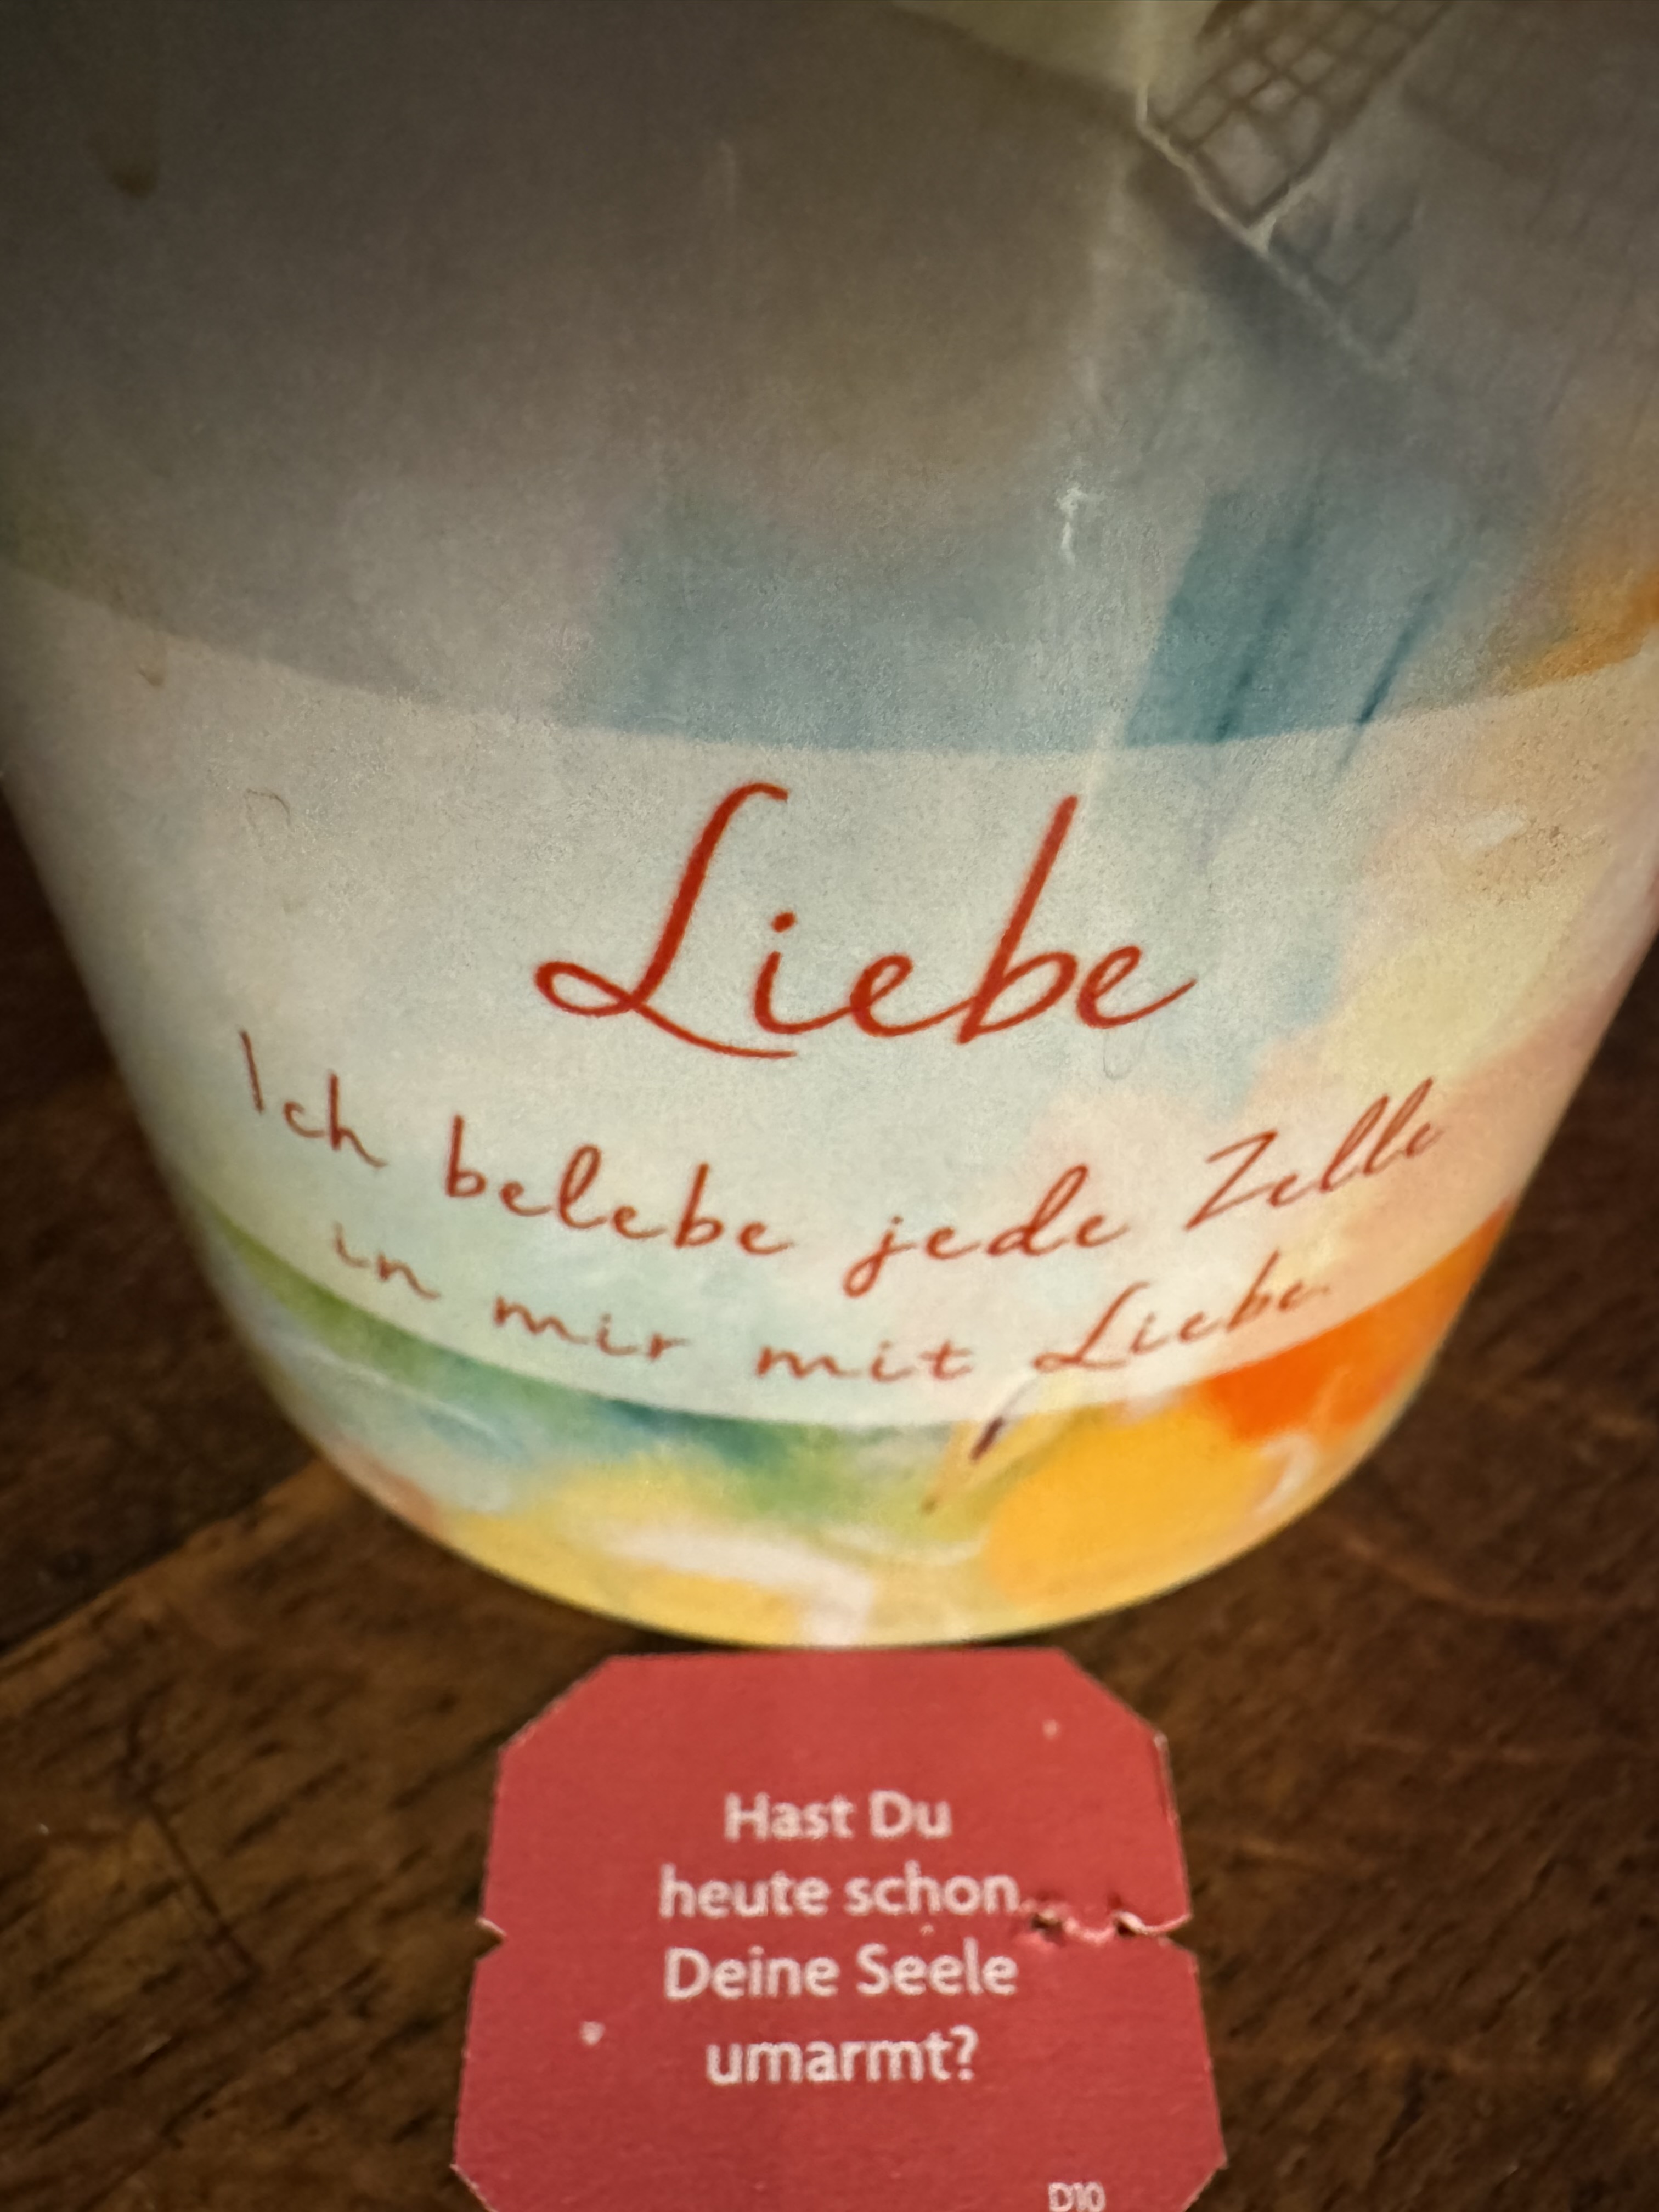 Liebe
Ich belebe jede Zelle
in mir mit Liebe.
Hast Du
heute schon
Deine Seele
umarmt?
D10